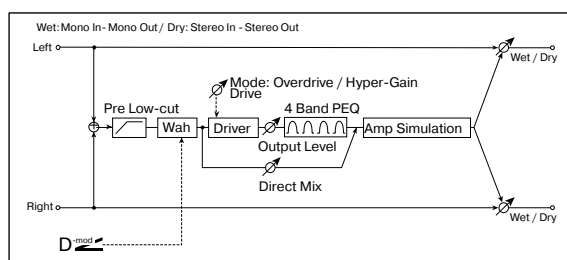 Wet: Mono In - Mono Out / Dry: Stereo In - Stereo Out
Left
Wet / Dry
Mode: Overdrive / Hyper-Gain
Drive
Pre Low-cut
4 Band PEQ
Wah
Driver
Amp Simulation
Output Level
Direct Mix
Right
Wet / Dry
D-mod